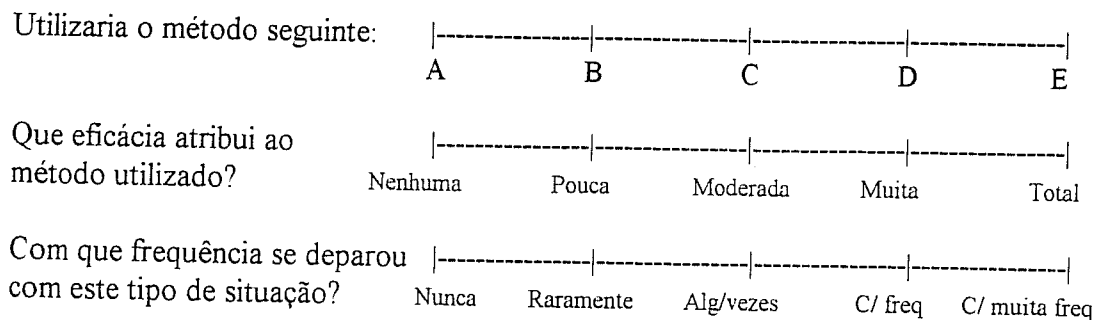 Utilizaria o método seguinte: |----------|----------|----------|----------|
A B C D E
Que eficácia atribui ao |----------|----------|----------|----------|
método utilizado?
Nenhuma Pouca Moderada Muita Total
Com que frequência se deparou |----------|----------|----------|----------|
com este tipo de situação? Nunca Raramente Alg/vezes C/ freq C/ muita freq